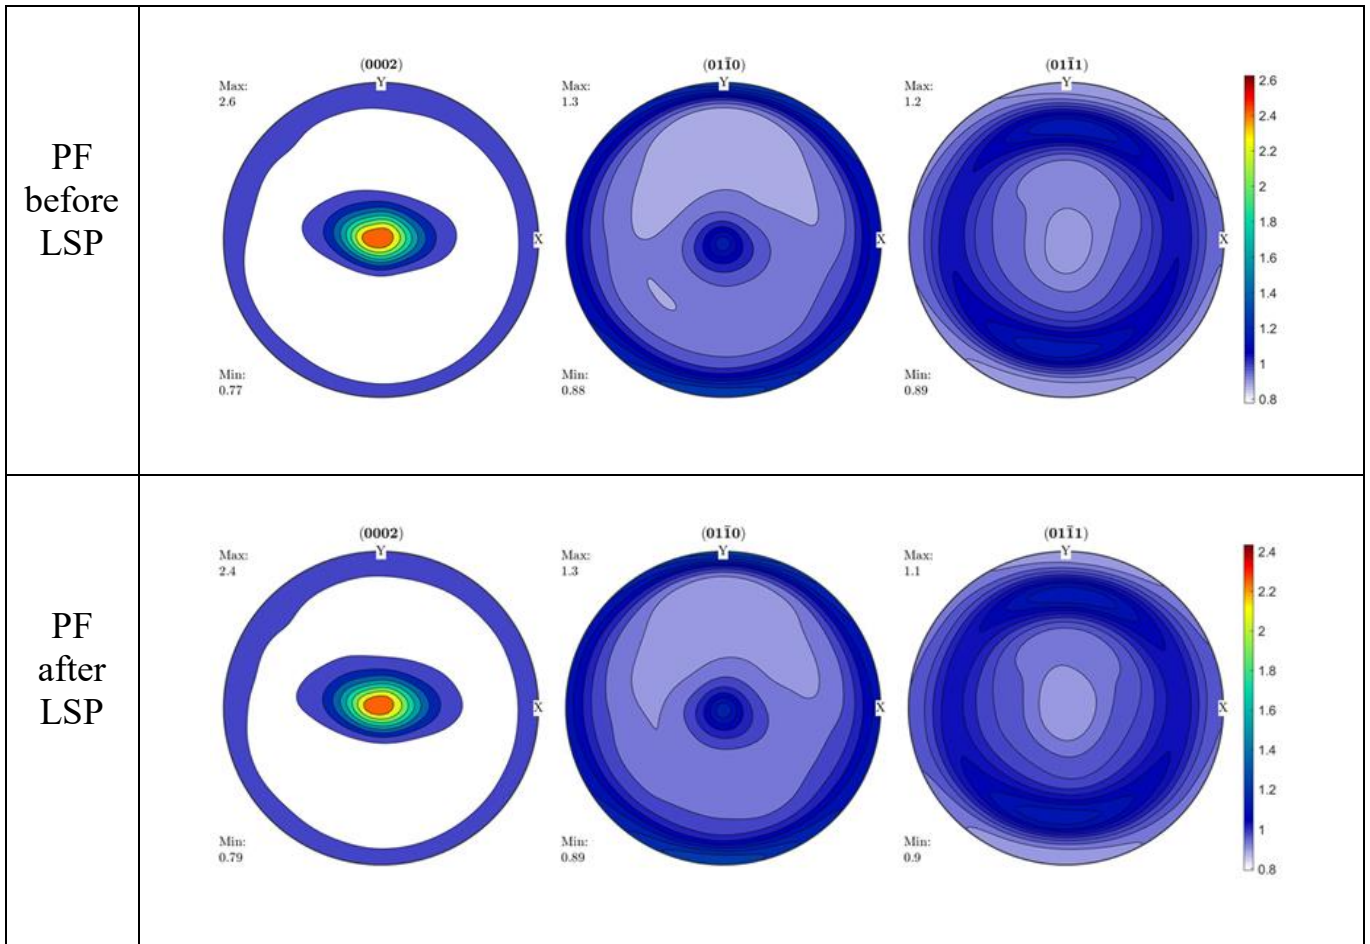 PF
before
LSP
(0002)
Y
X
Max:
2.6
Min:
0.77
(011̄0)
Y
X
Max:
1.3
Min:
0.88
(011̄1)
Y
X
Max:
1.2
Min:
0.89
2.6
2.4
2.2
2
1.8
1.6
1.4
1.2
1
0.8
PF
after
LSP
(0002)
Y
X
Max:
2.4
Min:
0.79
(011̄0)
Y
X
Max:
1.3
Min:
0.89
(011̄1)
Y
X
Max:
1.1
Min:
0.9
2.4
2.2
2
1.8
1.6
1.4
1.2
1
0.8